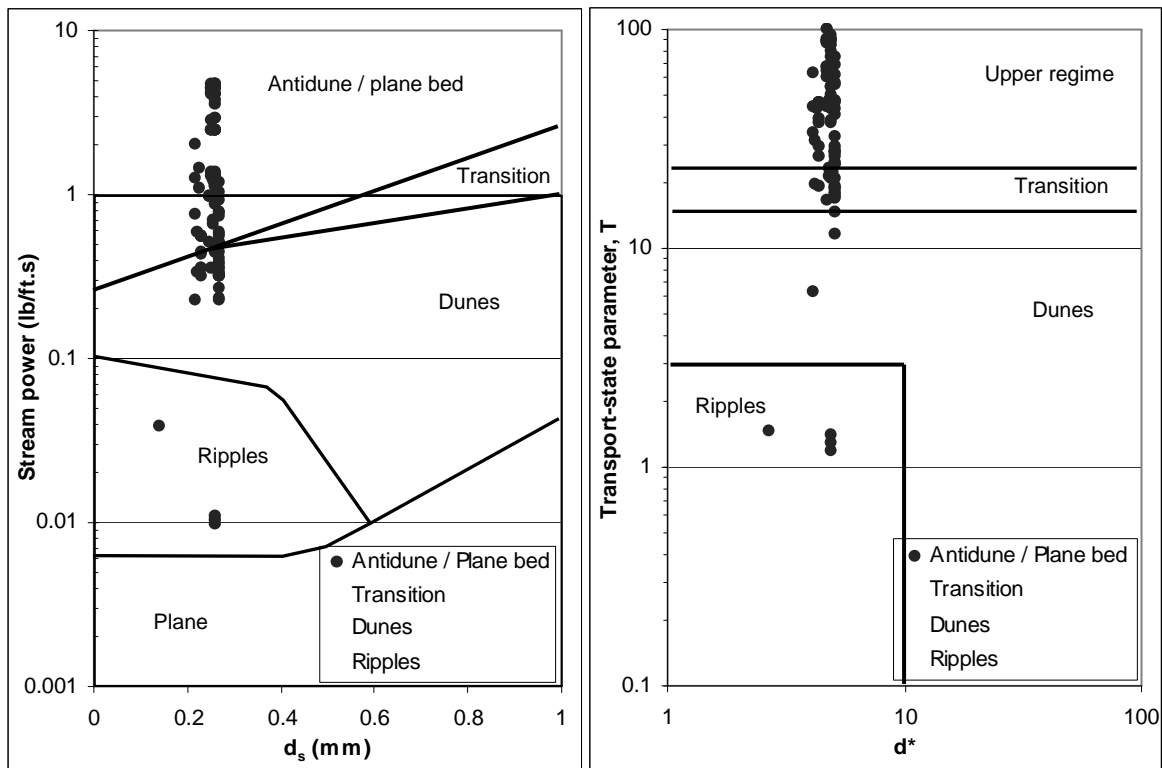 10
1
0.1
0.01
0.001
Stream power (lb/ft.s)
Antidune / plane bed
Transition
Dunes
Ripples
Plane
Antidune / Plane bed
Transition
Dunes
Ripples
0 0.2 0.4 0.6 0.8 1
ds (mm)
100
10
1
0.1
Transport-state parameter, T
Upper regime
Transition
Dunes
Ripples
Antidune / Plane bed
Transition
Dunes
Ripples
1 10 100
d*